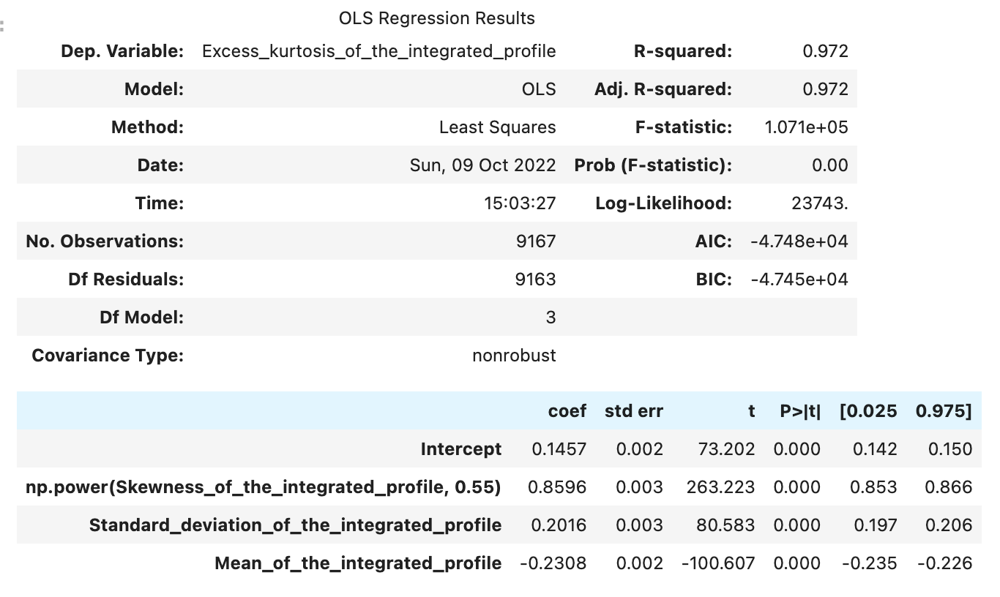 OLS Regression Results
Dep. Variable: Excess_kurtosis_of_the_integrated_profile R-squared: 0.972
Model: OLS Adj. R-squared: 0.972
Method: Least Squares F-statistic: 1.071e+05
Date: Sun, 09 Oct 2022 Prob (F-statistic): 0.00
Time: 15:03:27 Log-Likelihood: 23743.
No. Observations: 9167 AIC: -4.748e+04
Df Residuals: 9163 BIC: -4.745e+04
Df Model: 3
Covariance Type: nonrobust
coef std err t P>|t| [0.025 0.975]
Intercept 0.1457 0.002 73.202 0.000 0.142 0.150
np.power(Skewness_of_the_integrated_profile, 0.55) 0.8596 0.003 263.223 0.000 0.853 0.866
Standard_deviation_of_the_integrated_profile 0.2016 0.003 80.583 0.000 0.197 0.206
Mean_of_the_integrated_profile -0.2308 0.002 -100.607 0.000 -0.235 -0.226